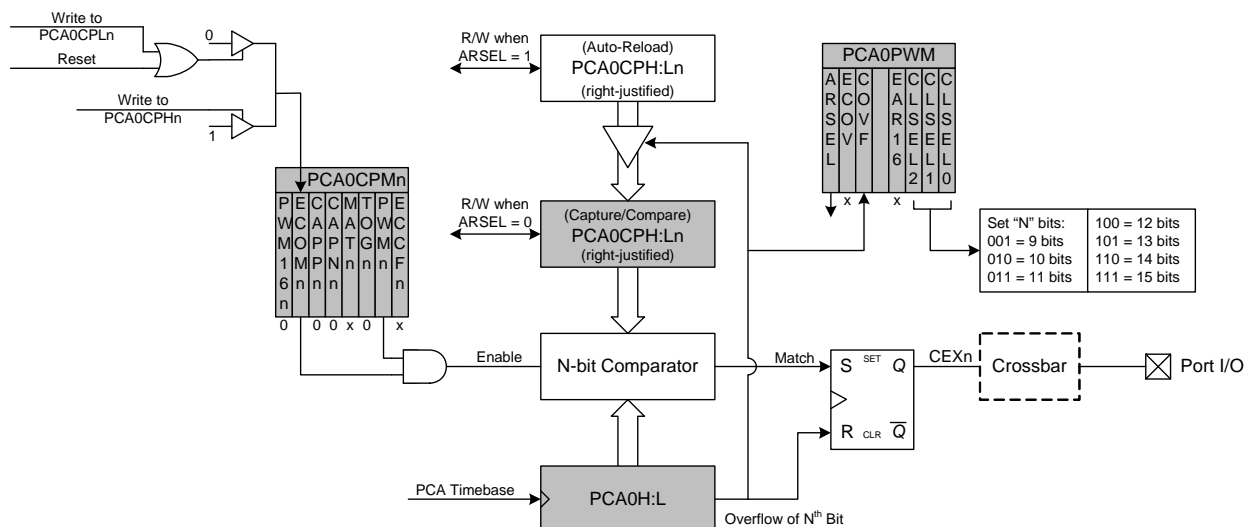 Write to
PCA0CPLn
Reset
0
Write to
PCA0CPHn
1
R/W when
ARSEL = 1
(Auto-Reload)
PCA0CPH:Ln
(right-justified)
PCA0PWM
ARSEL
ECOV
COVF
EAR16
CLSEL2
CLSEL1
CLSEL0
x
x
Set “N” bits:
001 = 9 bits
010 = 10 bits
011 = 11 bits
100 = 12 bits
101 = 13 bits
110 = 14 bits
111 = 15 bits
PCA0CPMn
PWM16n
ECOMn
CAPPn
CAPNn
MATn
TOGn
PWMn
ECCFn
0
0
0
x
0
x
R/W when
ARSEL = 0
(Capture/Compare)
PCA0CPH:Ln
(right-justified)
Enable
N-bit Comparator
Match
S SET Q
R CLR Q
CEXn
Crossbar
Port I/O
PCA Timebase
PCA0H:L
Overflow of Nth Bit